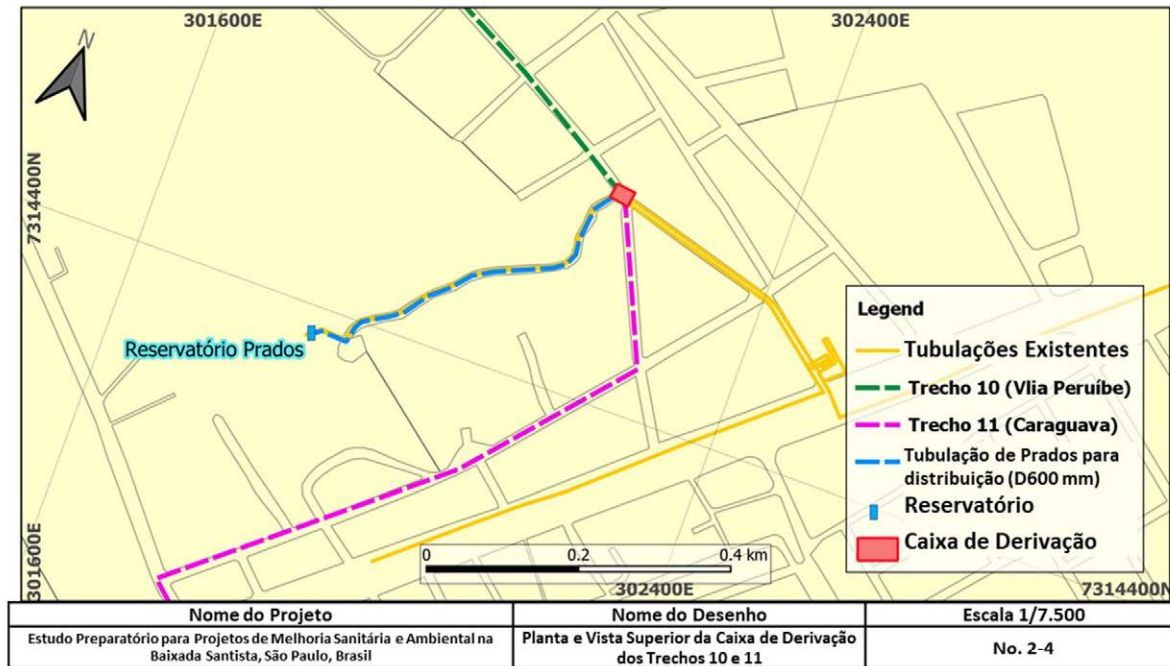 301600E
302400E
N
7314400N
Reservatório Prados
Legend
Tubulações Existentes
Trecho 10 (Vlia Peruíbe)
Trecho 11 (Caraguava)
Tubulação de Prados para
distribuição (D600 mm)
Reservatório
Caixa de Derivação
0 0.2 0.4 km
301600E
302400E
7314400N
Nome do Projeto
Estudo Preparatório para Projetos de Melhoria Sanitária e Ambiental na
Baixada Santista, São Paulo, Brasil
Nome do Desenho
Planta e Vista Superior da Caixa de Derivação
dos Trechos 10 e 11
Escala 1/7.500
No. 2-4